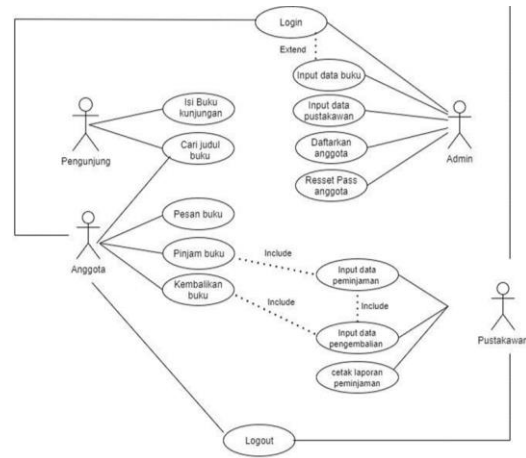 Login
Extend
Input data buku
Input data
pustakawan
Daftarkan
anggota
Resset Pass
anggota
Admin
Isi Buku
kunjungan
Cari judul
buku
Pengunjung
Pesan buku
Pinjam buku
Kembalikan
buku
Anggota
Include
Include
Include
Input data
peminjaman
Input data
pengembalian
cetak laporan
peminjaman
Pustakawan
Logout